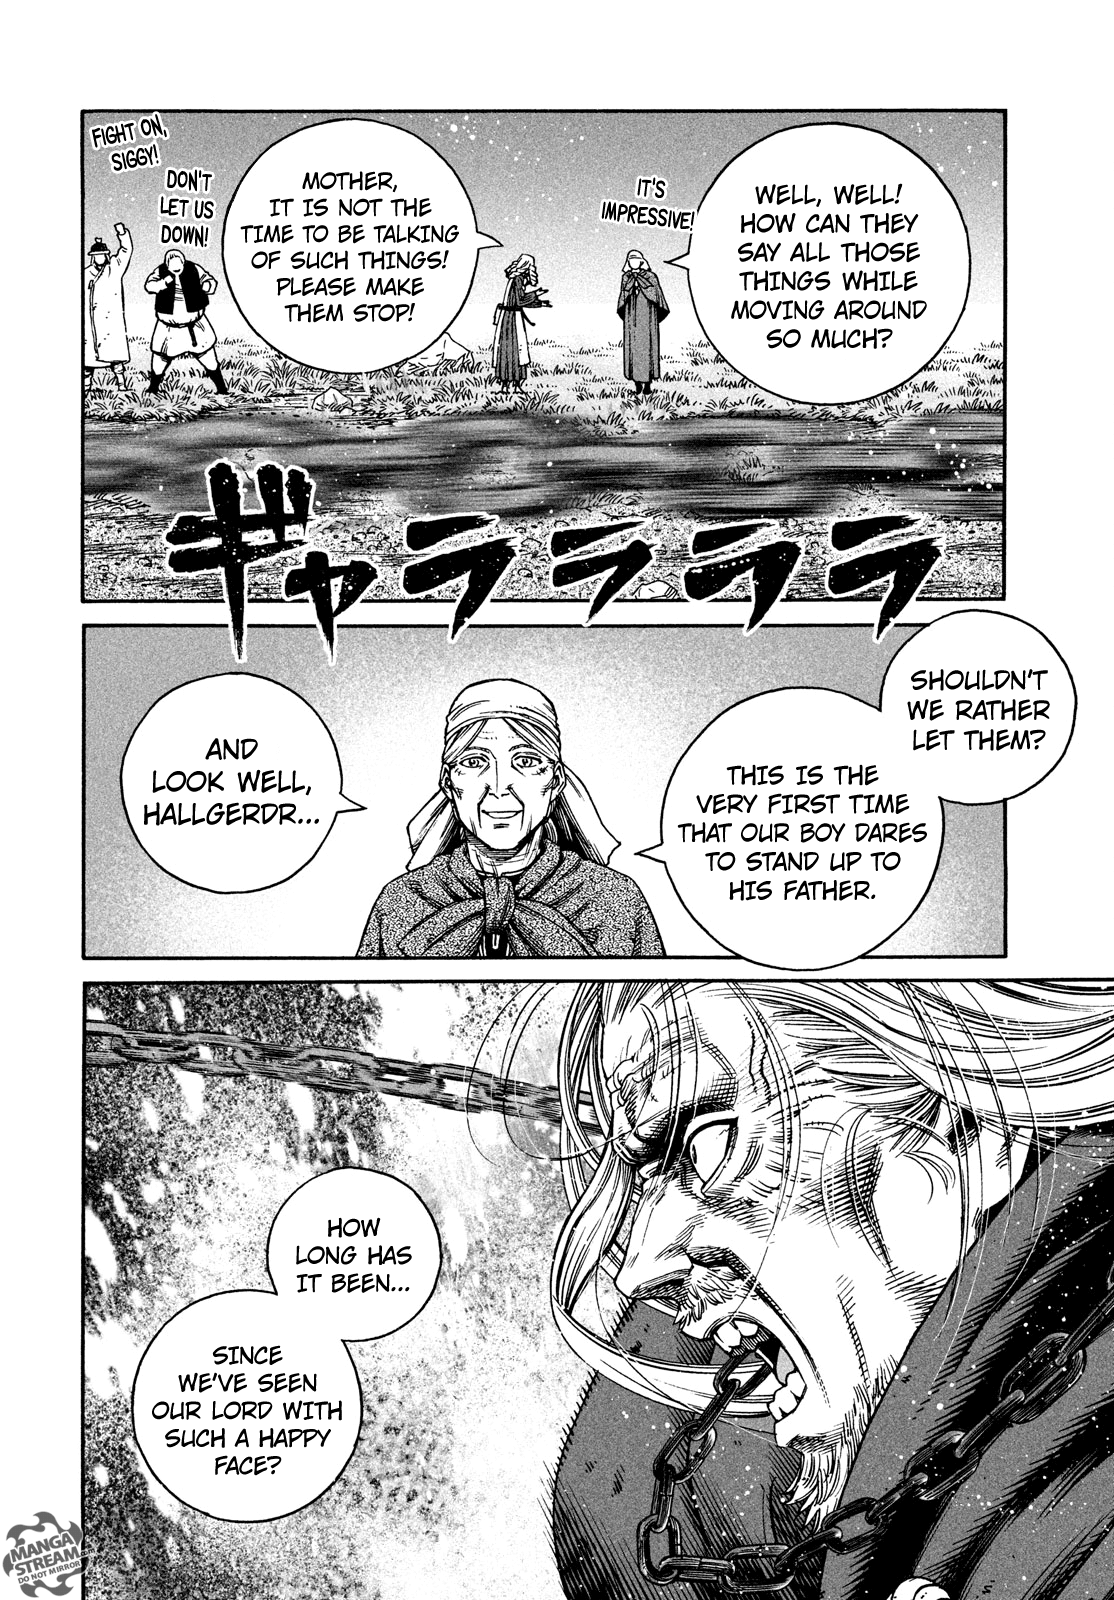 WELL, WELL!
HOW CAN THEY
SAY ALL THOSE
THINGS WHILE
MOVING AROUND
SO MUCH?
IT'S
IMPRESSIVE!
MOTHER,
IT IS NOT THE
TIME TO BE TALKING
OF SUCH THINGS!
PLEASE MAKE
THEM STOP!
DON'T
LET US
DOWN!
FIGHT ON,
SIGGY!
ギャララララ
SHOULDN'T
WE RATHER
LET THEM?
THIS IS THE
VERY FIRST TIME
THAT OUR BOY DARES
TO STAND UP TO
HIS FATHER.
AND
LOOK WELL,
HALLGERDR...
HOW
LONG HAS
IT BEEN...
SINCE
WE'VE SEEN
OUR LORD WITH
SUCH A HAPPY
FACE?
MANGA
STREAM
DO NOT MIRROR